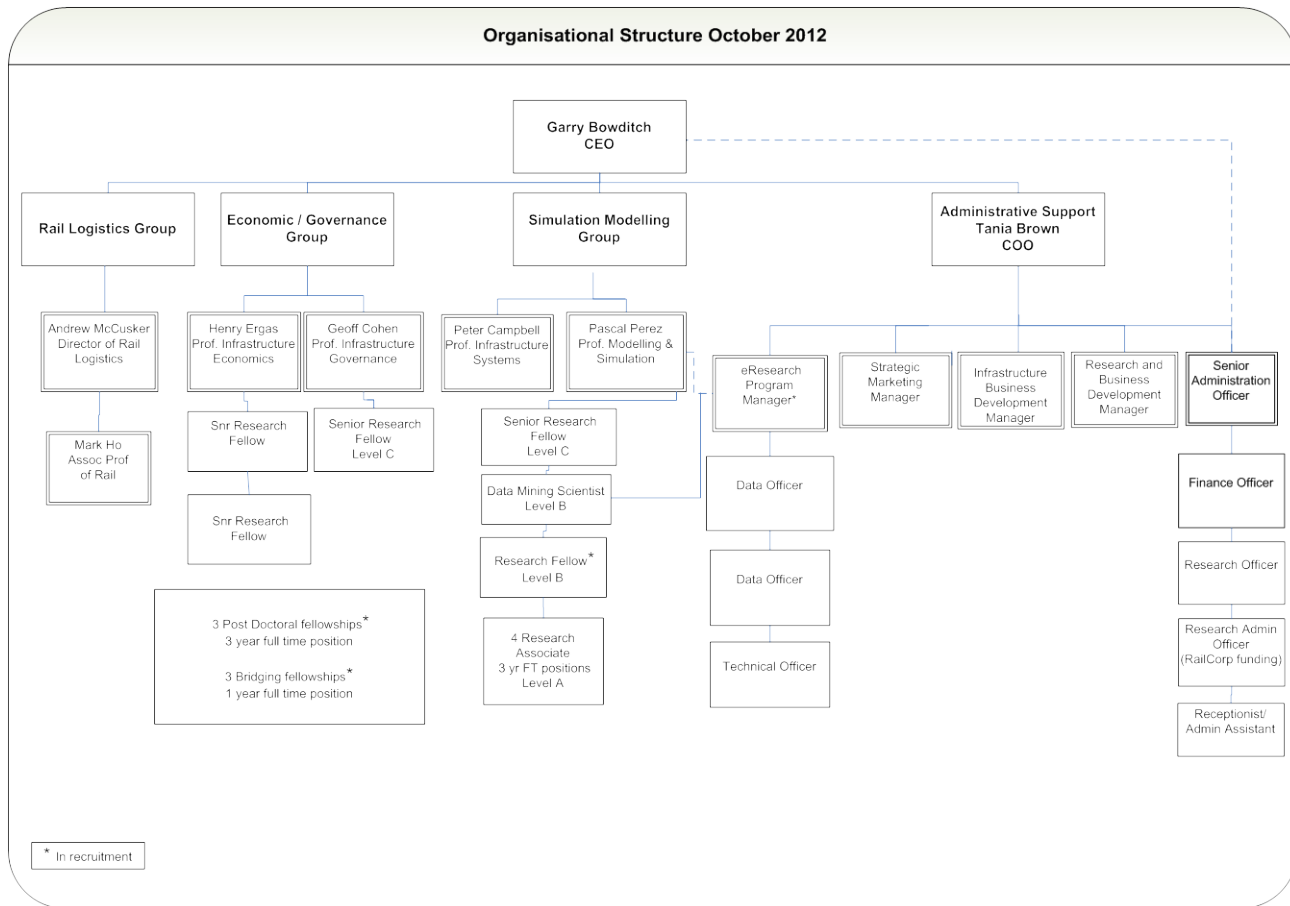 Organisational Structure October 2012
Garry Bowditch
CEO
Rail Logistics Group
Economic / Governance
Group
Simulation Modelling
Group
Administrative Support
Tania Brown
COO
Andrew McCusker
Director of Rail
Logistics
Henry Ergas
Prof. Infrastructure
Economics
Geoff Cohen
Prof. Infrastructure
Governance
Peter Campbell
Prof. Infrastructure
Systems
Pascal Perez
Prof. Modelling &
Simulation
eResearch
Program
Manager*
Strategic
Marketing
Manager
Infrastructure
Business
Development
Manager
Research and
Business
Development
Manager
Senior
Administration
Officer
Mark Ho
Assoc Prof
of Rail
Snr Research
Fellow
Senior Research
Fellow
Level C
Senior Research
Fellow
Level C
Data Officer
Finance Officer
Snr Research
Fellow
Data Mining Scientist
Level B
Research Fellow*
Level B
Data Officer
Research Officer
3 Post Doctoral fellowships*
3 year full time position
3 Bridging fellowships*
1 year full time position
4 Research
Associate
3 yr FT positions
Level A
Technical Officer
Research Admin
Officer
(RailCorp funding)
Receptionist/
Admin Assistant
* In recruitment